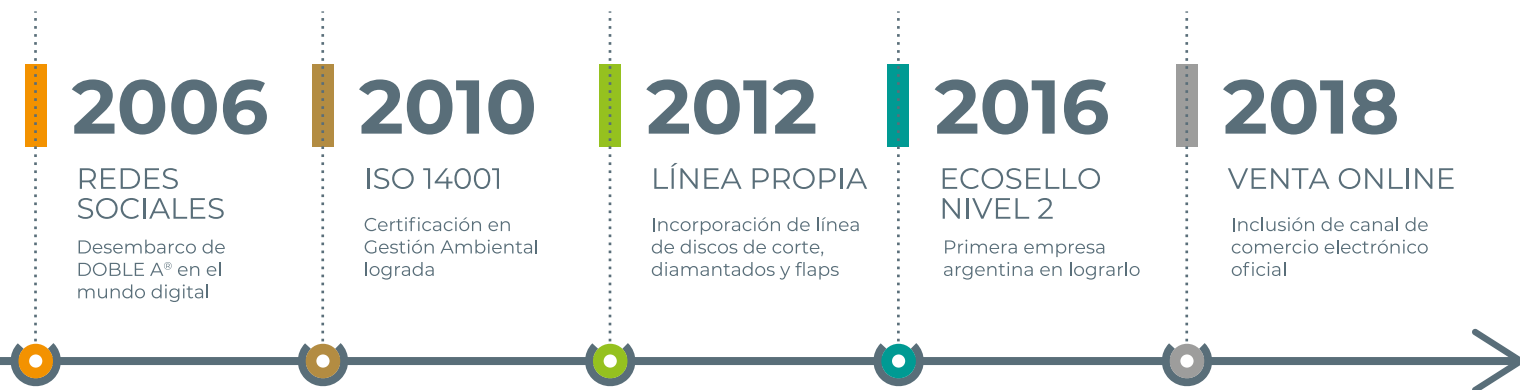 2006
REDES
SOCIALES
Desembarco de
DOBLE A® en el
mundo digital
2010
ISO 14001
Certificación en
Gestión Ambiental
lograda
2012
LÍNEA PROPIA
Incorporación de línea
de discos de corte,
diamantados y flaps
2016
ECOSELLO
NIVEL 2
Primera empresa
argentina en lograrlo
2018
VENTA ONLINE
Inclusión de canal de
comercio electrónico
oficial